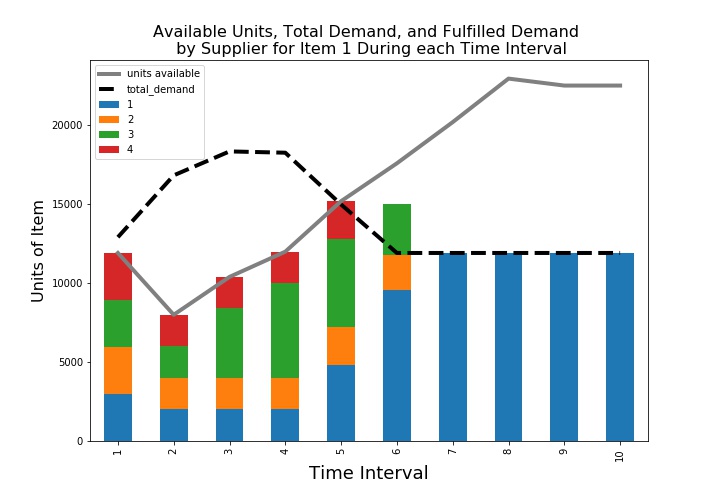 Available Units, Total Demand, and Fulfilled Demand
by Supplier for Item 1 During each Time Interval
units available
total_demand
1
2
3
4
20000
15000
10000
5000
0
Units of Item
1 2 3 4 5 6 7 8 9 10
Time Interval